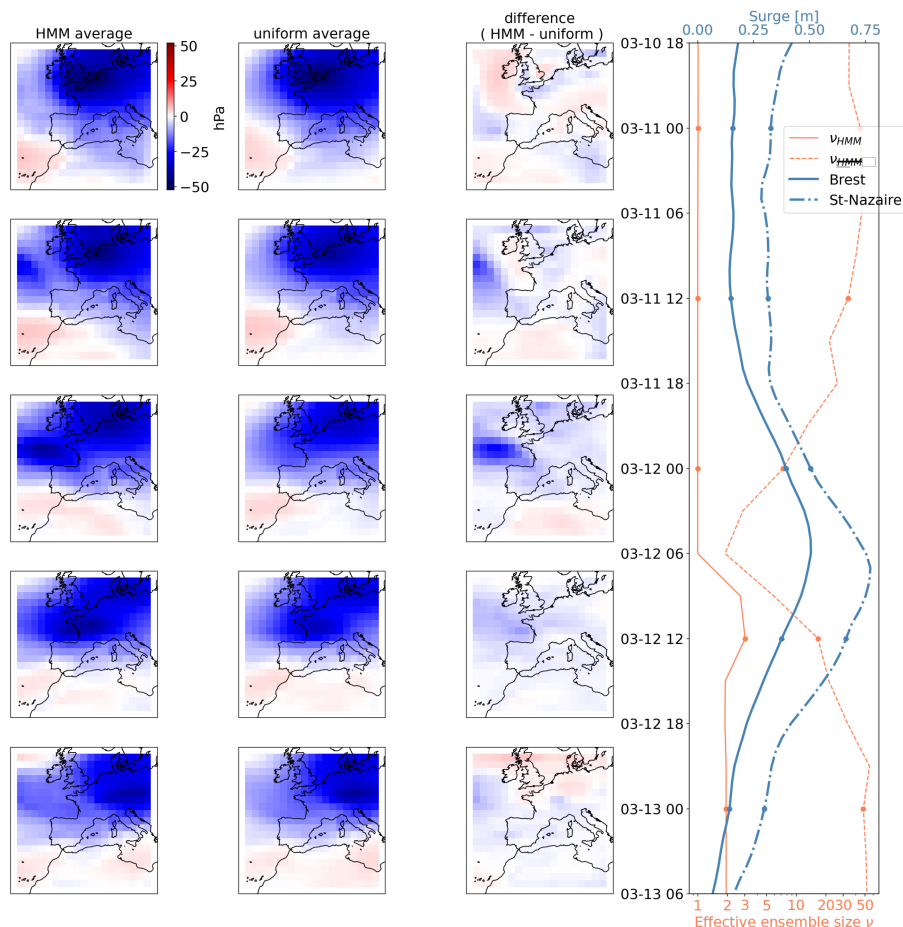 Surge [m]
0.00 0.25 0.50 0.75
difference
HMM average uniform average ( HMM - uniform )
50
25
0
−25
−50
hPa
03-10 18
03-11 00
03-11 06
03-11 12
03-11 18
03-12 00
03-12 06
03-12 12
03-12 18
03-13 00
03-13 06
νHMM
νHMM
Brest
St-Nazaire
1 2 3 5 10 20 30 50
Effective ensemble size ν